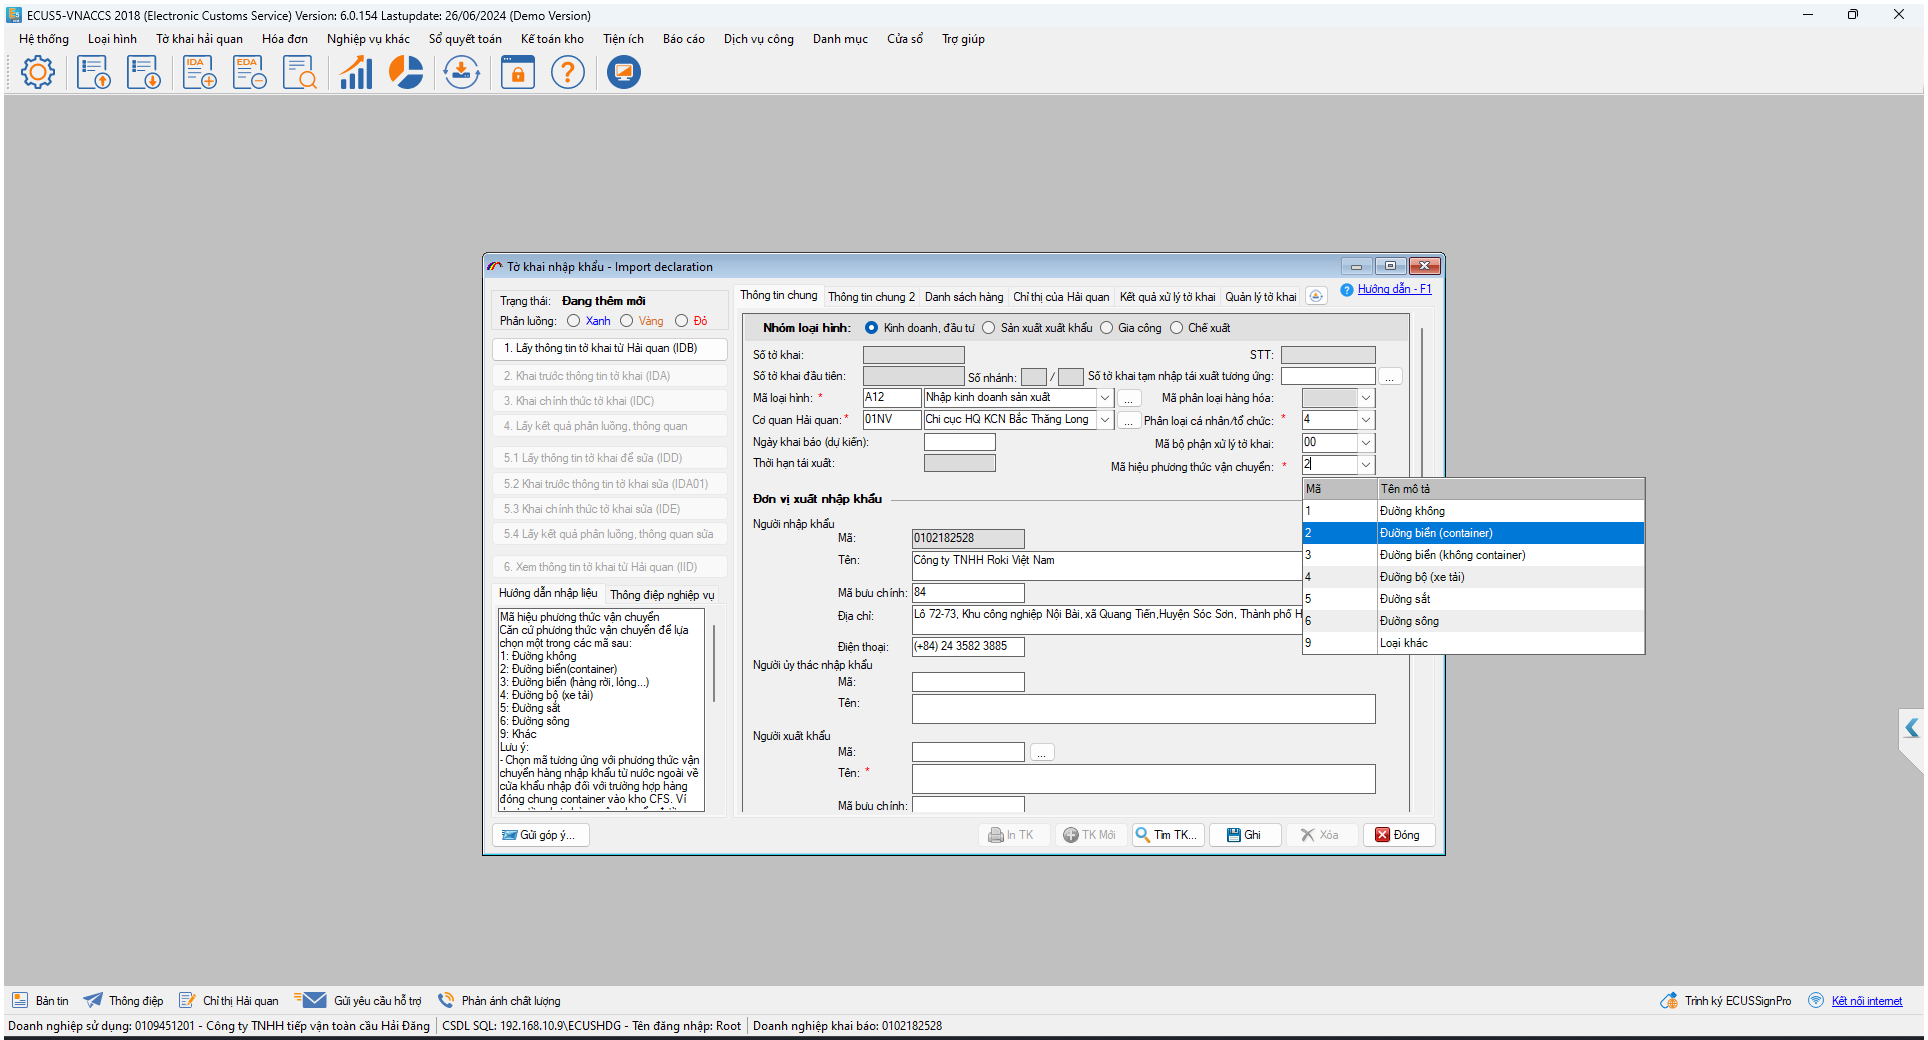 ECUS5-VNACCS 2018 (Electronic Customs Service) Version: 6.0.154 Lastupdate: 26/06/2024 (Demo Version)
Hệ thống Loại hình Tờ khai hải quan Hóa đơn Nghiệp vụ khác Sổ quyết toán Kế toán kho Tiện ích Báo cáo Dịch vụ công Danh mục Cửa sổ Trợ giúp
IDA EDA
Tờ khai nhập khẩu - Import declaration
Trạng thái: Đang thêm mới
Phân luồng: Xanh Vàng Đỏ
1. Lấy thông tin tờ khai từ Hải quan (IDB)
2. Khai trước thông tin tờ khai (IDA)
3. Khai chính thức tờ khai (IDC)
4. Lấy kết quả phân luồng, thông quan
5.1 Lấy thông tin tờ khai để sửa (IDD)
5.2 Khai trước thông tin tờ khai sửa (IDA01)
5.3 Khai chính thức tờ khai sửa (IDE)
5.4 Lấy kết quả phân luồng, thông quan sửa
6. Xem thông tin tờ khai từ Hải quan (IID)
Hướng dẫn nhập liệu Thông điệp nghiệp vụ
Mã hiệu phương thức vận chuyển
Căn cứ phương thức vận chuyển để lựa
chọn một trong các mã sau:
1: Đường không
2: Đường biển(container)
3: Đường biển (hàng rời, lỏng...)
4: Đường bộ (xe tải)
5: Đường sắt
6: Đường sông
9: Khác
Lưu ý:
- Chọn mã tương ứng với phương thức vận
chuyển hàng nhập khẩu từ nước ngoài về
cửa khẩu nhập đối với trường hợp hàng
đóng chung container vào kho CFS. Ví
Gửi góp ý...
Thông tin chung Thông tin chung 2 Danh sách hàng Chỉ thị của Hải quan Kết quả xử lý tờ khai Quản lý tờ khai Hướng dẫn - F1
Nhóm loại hình: Kinh doanh, đầu tư Sản xuất xuất khẩu Gia công Chế xuất
Số tờ khai: STT:
Số tờ khai đầu tiên: Số nhánh: / Số tờ khai tạm nhập tái xuất tương ứng: ...
Mã loại hình: * A12 Nhập kinh doanh sản xuất ... Mã phân loại hàng hóa:
Cơ quan Hải quan: * 01NV Chi cục HQ KCN Bắc Thăng Long ... Phân loại cá nhân/tổ chức: * 4
Ngày khai báo (dự kiến): Mã bộ phận xử lý tờ khai: 00
Thời hạn tái xuất: Mã hiệu phương thức vận chuyển: * 2
Mã Tên mô tả
1 Đường không
2 Đường biển (container)
3 Đường biển (không container)
4 Đường bộ (xe tải)
5 Đường sắt
6 Đường sông
9 Loại khác
Đơn vị xuất nhập khẩu
Người nhập khẩu
Mã: 0102182528
Tên: Công ty TNHH Roki Việt Nam
Mã bưu chính: 84
Địa chỉ: Lô 72-73, Khu công nghiệp Nội Bài, xã Quang Tiến,Huyện Sóc Sơn, Thành phố H
Điện thoại: (+84) 24 3582 3885
Người ủy thác nhập khẩu
Mã:
Tên:
Người xuất khẩu
Mã: ...
Tên: *
Mã bưu chính:
In TK TK Mới Tìm TK... Ghi Xóa Đóng
Bản tin Thông điệp Chỉ thị Hải quan Gửi yêu cầu hỗ trợ Phản ánh chất lượng Trình ký ECUSSignPro Kết nối internet
Doanh nghiệp sử dụng: 0109451201 - Công ty TNHH tiếp vận toàn cầu Hải Đăng CSDL SQL: 192.168.10.9\ECUSHDG - Tên đăng nhập: Root Doanh nghiệp khai báo: 0102182528